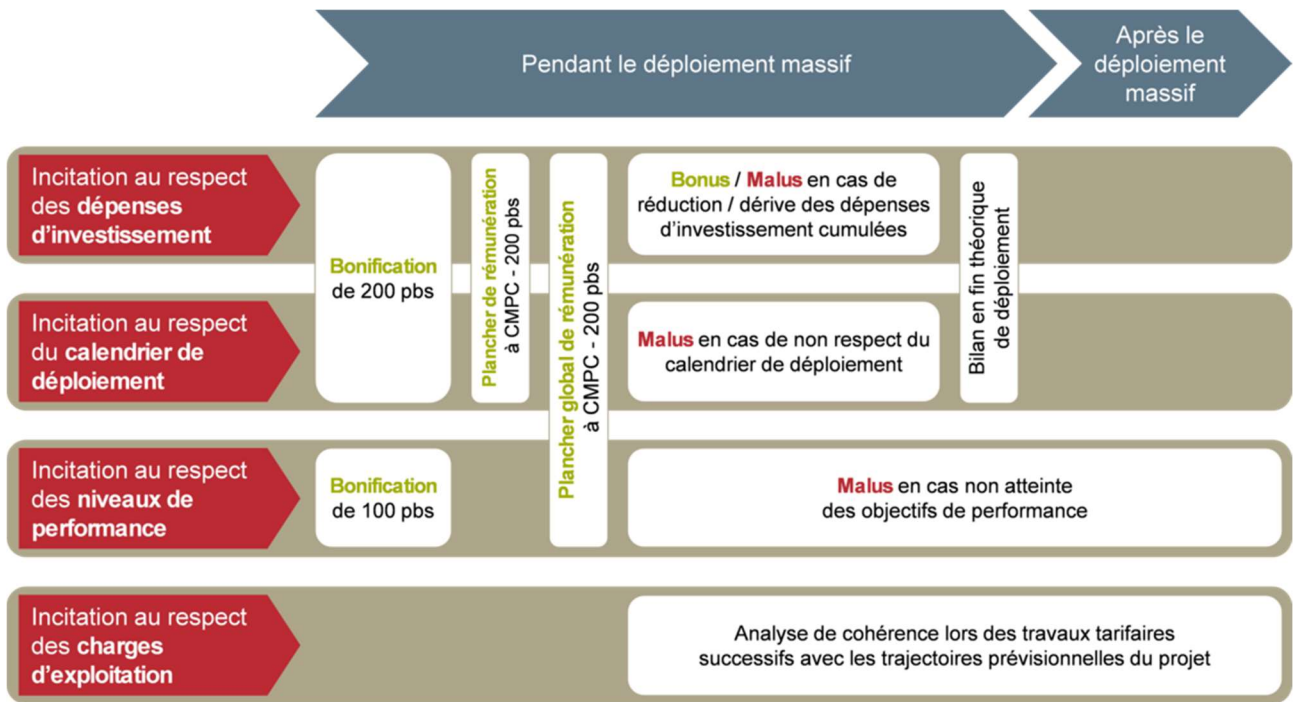 Pendant le déploiement massif
Après le
déploiement
massif
Incitation au respect
des dépenses
d'investissement
Bonification
de 200 pbs
Plancher de rémunération
à CMPC - 200 pbs
Plancher global de rémunération
à CMPC - 200 pbs
Bonus / Malus en cas de
réduction / dérive des dépenses
d'investissement cumulées
Bilan en fin théorique
de déploiement
Incitation au respect
du calendrier de
déploiement
Malus en cas de non respect du
calendrier de déploiement
Incitation au respect
des niveaux de
performance
Bonification
de 100 pbs
Malus en cas non atteinte
des objectifs de performance
Incitation au respect
des charges
d'exploitation
Analyse de cohérence lors des travaux tarifaires
successifs avec les trajectoires prévisionnelles du projet